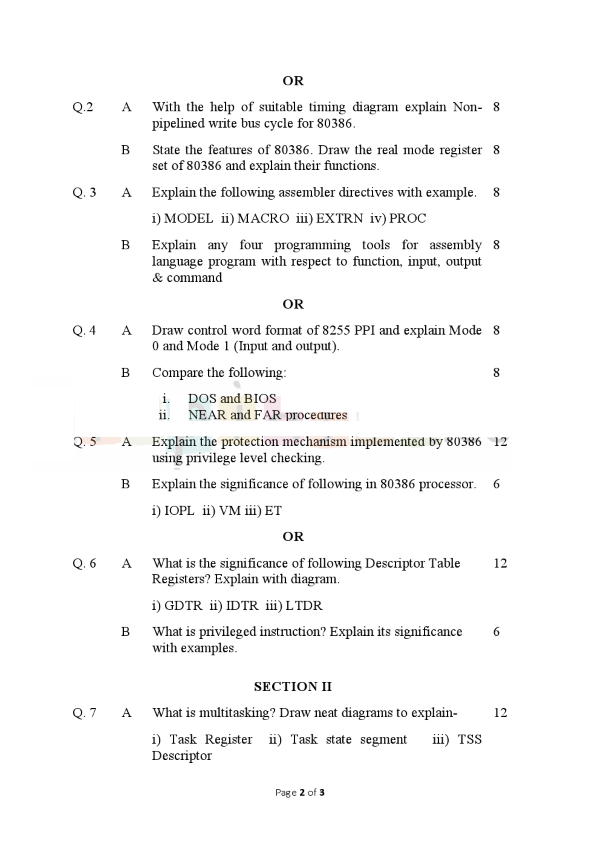 OR
Q.2 A With the help of suitable timing diagram explain Non- 8
pipelined write bus cycle for 80386.
B State the features of 80386. Draw the real mode register 8
set of 80386 and explain their functions.
Q. 3 A Explain the following assembler directives with example. 8
i) MODEL ii) MACRO iii) EXTRN iv) PROC
B Explain any four programming tools for assembly 8
language program with respect to function, input, output
& command
OR
Q. 4 A Draw control word format of 8255 PPI and explain Mode 8
0 and Mode 1 (Input and output).
B Compare the following: 8
i. DOS and BIOS
ii. NEAR and FAR procedures
Q. 5 A Explain the protection mechanism implemented by 80386 12
using privilege level checking.
B Explain the significance of following in 80386 processor. 6
i) IOPL ii) VM iii) ET
OR
Q. 6 A What is the significance of following Descriptor Table 12
Registers? Explain with diagram.
i) GDTR ii) IDTR iii) LTDR
B What is privileged instruction? Explain its significance 6
with examples.
SECTION II
Q. 7 A What is multitasking? Draw neat diagrams to explain- 12
i) Task Register ii) Task state segment iii) TSS
Descriptor
Page 2 of 3